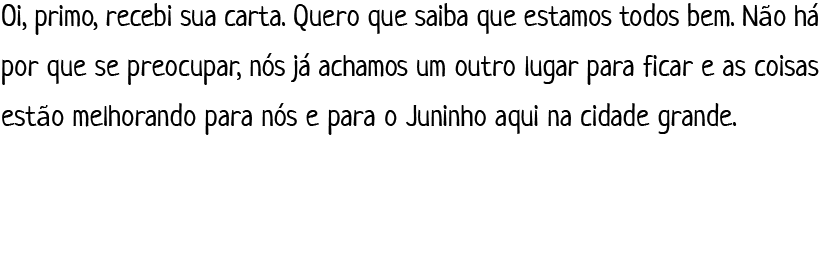 Oi, primo, recebi sua carta. Quero que saiba que estamos todos bem. Não há
por que se preocupar, nós já achamos um outro lugar para ficar e as coisas
estão melhorando para nós e para o Juninho aqui na cidade grande.